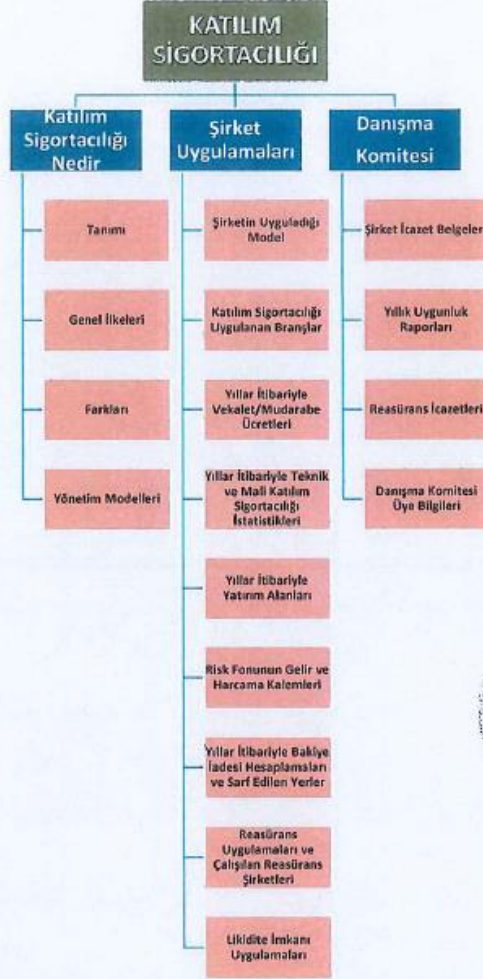 KATILIM
SİGORTACILIĞI
Katılım
Sigortacılığı
Nedir
Tanımı
Genel İlkeleri
Farkları
Yönetim Modelleri
Şirket
Uygulamaları
Şirketin Uyguladığı
Model
Katılım Sigortacılığı
Uygulanan Branşlar
Yıllar İtibariyle
Vekalet/Mudarabe
Ücretleri
Yıllar İtibariyle Teknik
ve Mali Katılım
Sigortacılığı
İstatistikleri
Yıllar İtibariyle
Yatırım Alanları
Risk Fonunun Gelir ve
Harcama Kalemleri
Yıllar İtibariyle Bakiye
İadesi Hesaplamaları
ve Sarf Edilen Yerler
Reasürans
Uygulamaları ve
Çalışılan Reasürans
Şirketleri
Likidite İmkanı
Uygulamaları
Danışma
Komitesi
Şirket İcazet Belgeler
Yıllık Uygunluk
Raporları
Reasürans İcazetleri
Danışma Komitesi
Üye Bilgileri